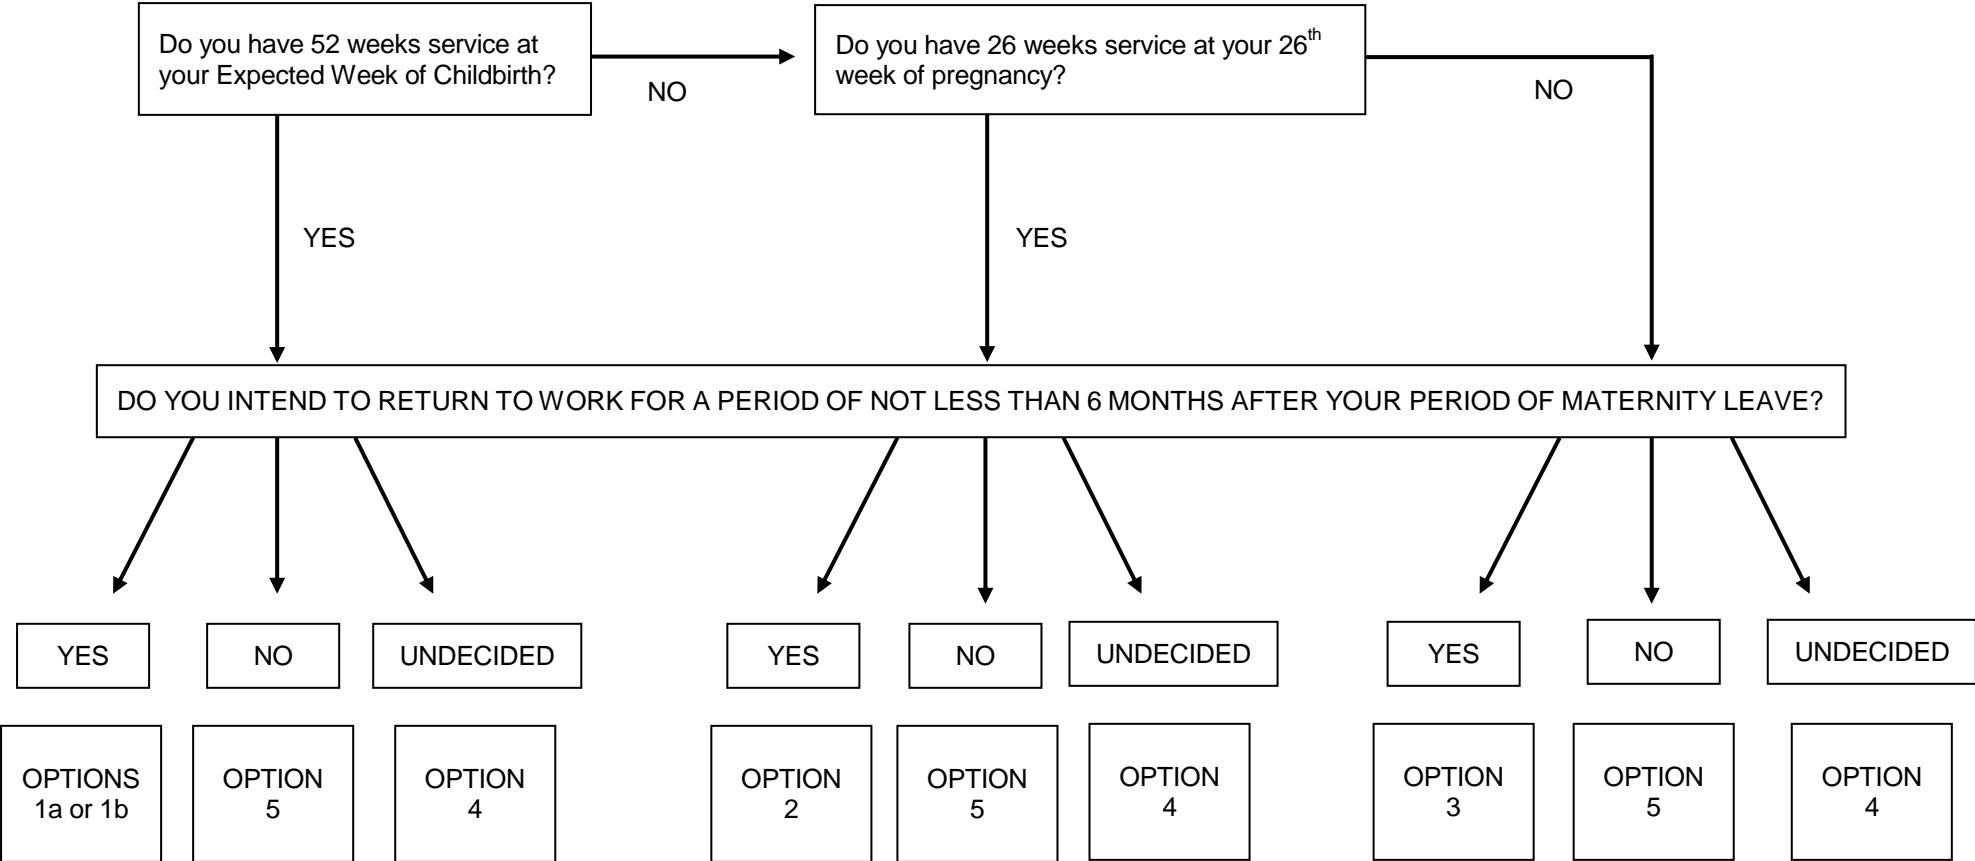 Do you have 52 weeks service at
your Expected Week of Childbirth?
NO
Do you have 26 weeks service at your 26th
week of pregnancy?
NO
YES
YES
DO YOU INTEND TO RETURN TO WORK FOR A PERIOD OF NOT LESS THAN 6 MONTHS AFTER YOUR PERIOD OF MATERNITY LEAVE?
YES
NO
UNDECIDED
YES
NO
UNDECIDED
YES
NO
UNDECIDED
OPTIONS
1a or 1b
OPTION
5
OPTION
4
OPTION
2
OPTION
5
OPTION
4
OPTION
3
OPTION
5
OPTION
4